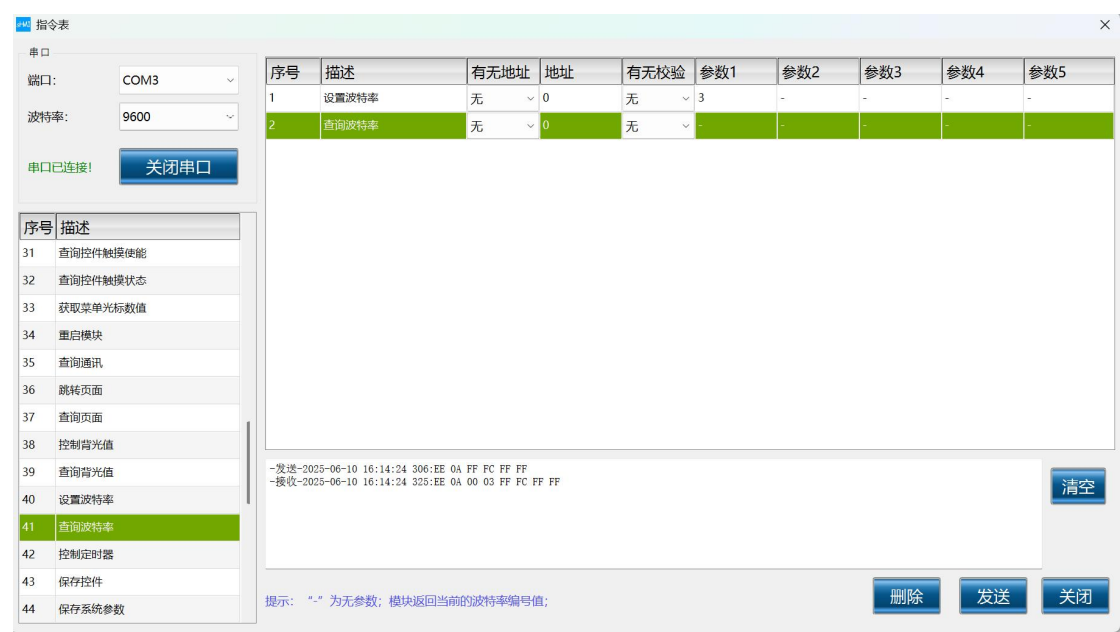 指令表
串口
端口: COM3
波特率: 9600
串口已连接! 关闭串口
序号 描述
31 查询控件触摸使能
32 查询控件触摸状态
33 获取菜单光标数值
34 重启模块
35 查询通讯
36 跳转页面
37 查询页面
38 控制背光值
39 查询背光值
40 设置波特率
41 查询波特率
42 控制定时器
43 保存控件
44 保存系统参数
序号 描述 有无地址 地址 有无校验 参数1 参数2 参数3 参数4 参数5
1 设置波特率 无 0 无 3 - - - -
2 查询波特率 无 0 无 - - - - -
-发送-2025-06-10 16:14:24 306:EE 0A FF FC FF FF
-接收-2025-06-10 16:14:24 325:EE 0A 00 03 FF FC FF FF
清空
提示: “-”为无参数; 模块返回当前的波特率编号值;
删除 发送 关闭